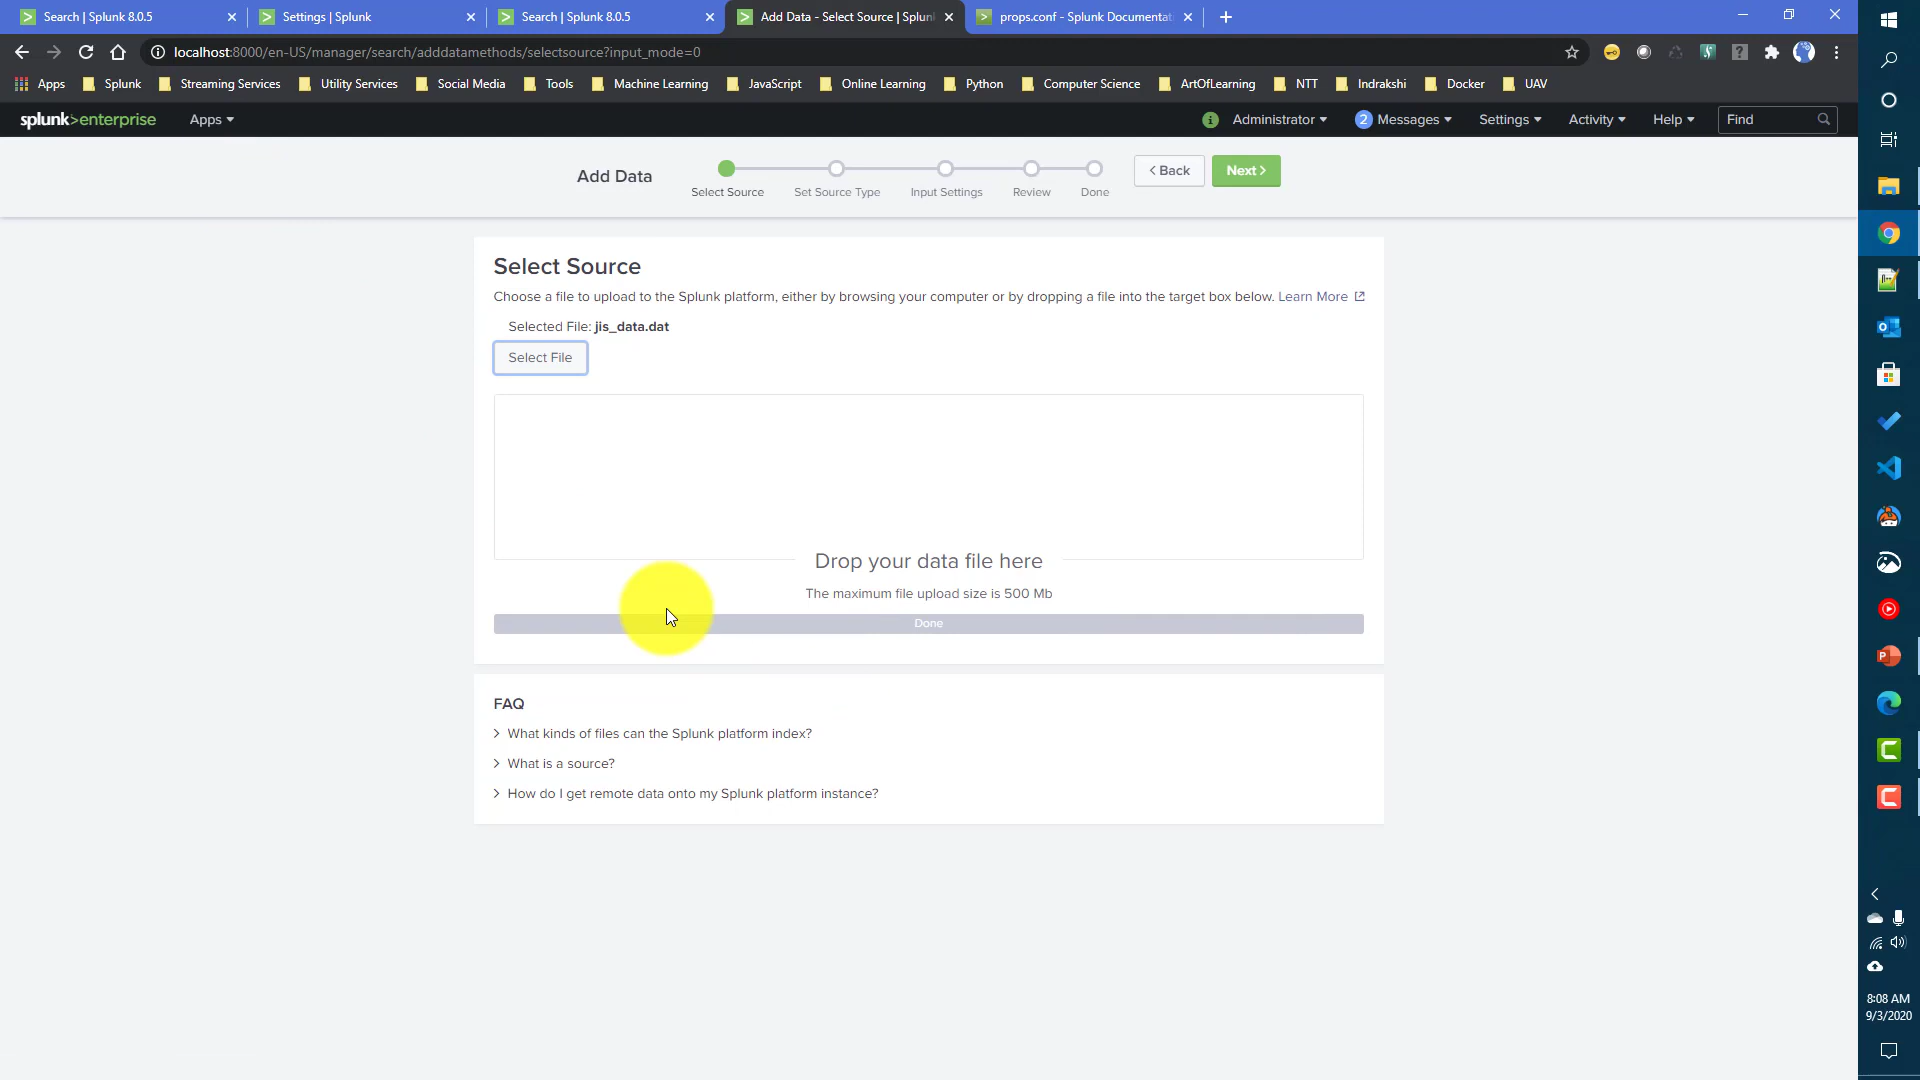 Search | Splunk 8.0.5
Settings | Splunk
Search | Splunk 8.0.5
Add Data - Select Source | Splun
props.conf - Splunk Documentat
localhost:8000/en-US/manager/search/adddatamethods/selectsource?input_mode=0
Apps
Splunk
Streaming Services
Utility Services
Social Media
Tools
Machine Learning
JavaScript
Online Learning
Python
Computer Science
ArtOfLearning
NTT
Indrakshi
Docker
UAV
splunk>enterprise
Apps
i
Administrator
2 Messages
Settings
Activity
Help
Find
Add Data
Select Source
Set Source Type
Input Settings
Review
Done
< Back
Next >
Select Source
Choose a file to upload to the Splunk platform, either by browsing your computer or by dropping a file into the target box below. Learn More
Selected File: jis_data.dat
Select File
Drop your data file here
The maximum file upload size is 500 Mb
Done
FAQ
> What kinds of files can the Splunk platform index?
> What is a source?
> How do I get remote data onto my Splunk platform instance?
8:08 AM
9/3/2020